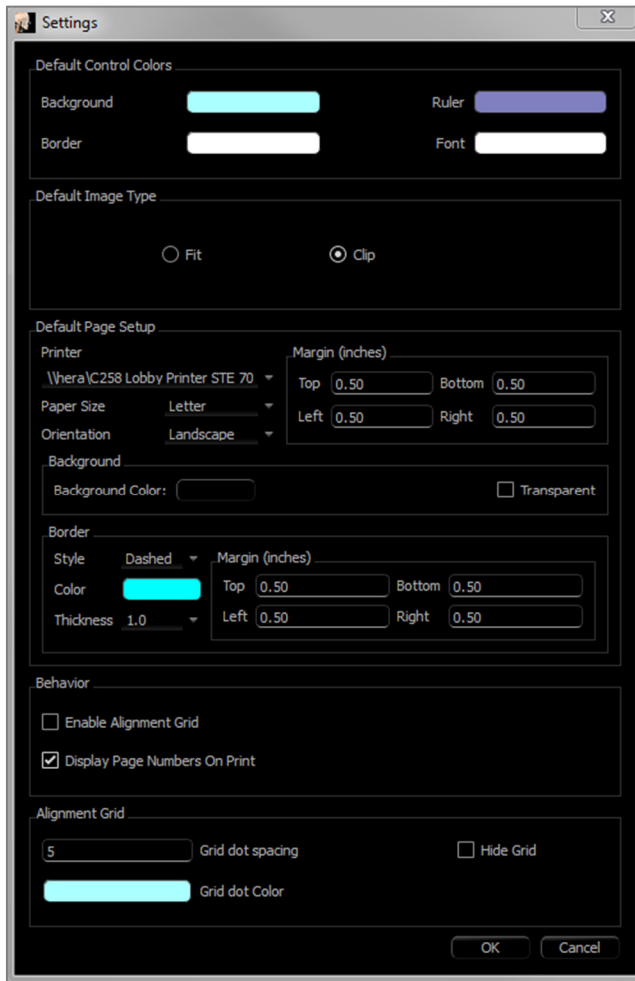 Settings
Default Control Colors
Background Ruler
Border Font
Default Image Type
Fit Clip
Default Page Setup
Printer Margin (inches)
\\hera\C258 Lobby Printer STE 70 Top 0.50 Bottom 0.50
Paper Size Letter
Left 0.50 Right 0.50
Orientation Landscape
Background
Background Color: Transparent
Border
Style Dashed Margin (inches)
Color Top 0.50 Bottom 0.50
Thickness 1.0 Left 0.50 Right 0.50
Behavior
Enable Alignment Grid
Display Page Numbers On Print
Alignment Grid
5 Grid dot spacing Hide Grid
Grid dot Color
OK Cancel